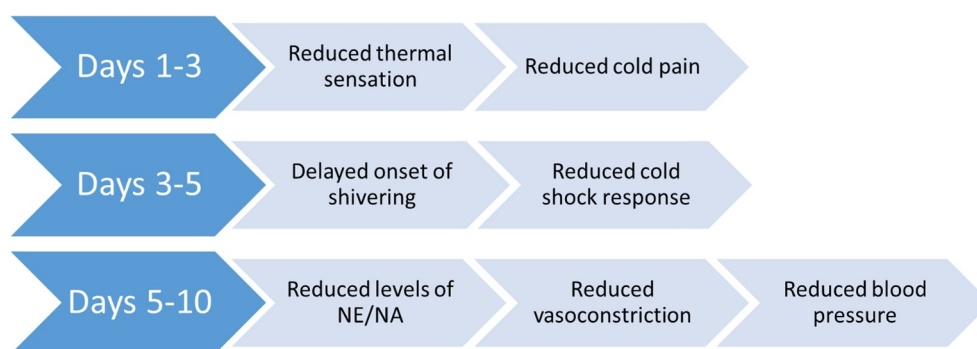 Days 1-3
Reduced thermal
sensation
Reduced cold pain
Days 3-5
Delayed onset of
shivering
Reduced cold
shock response
Days 5-10
Reduced levels of
NE/NA
Reduced
vasoconstriction
Reduced blood
pressure